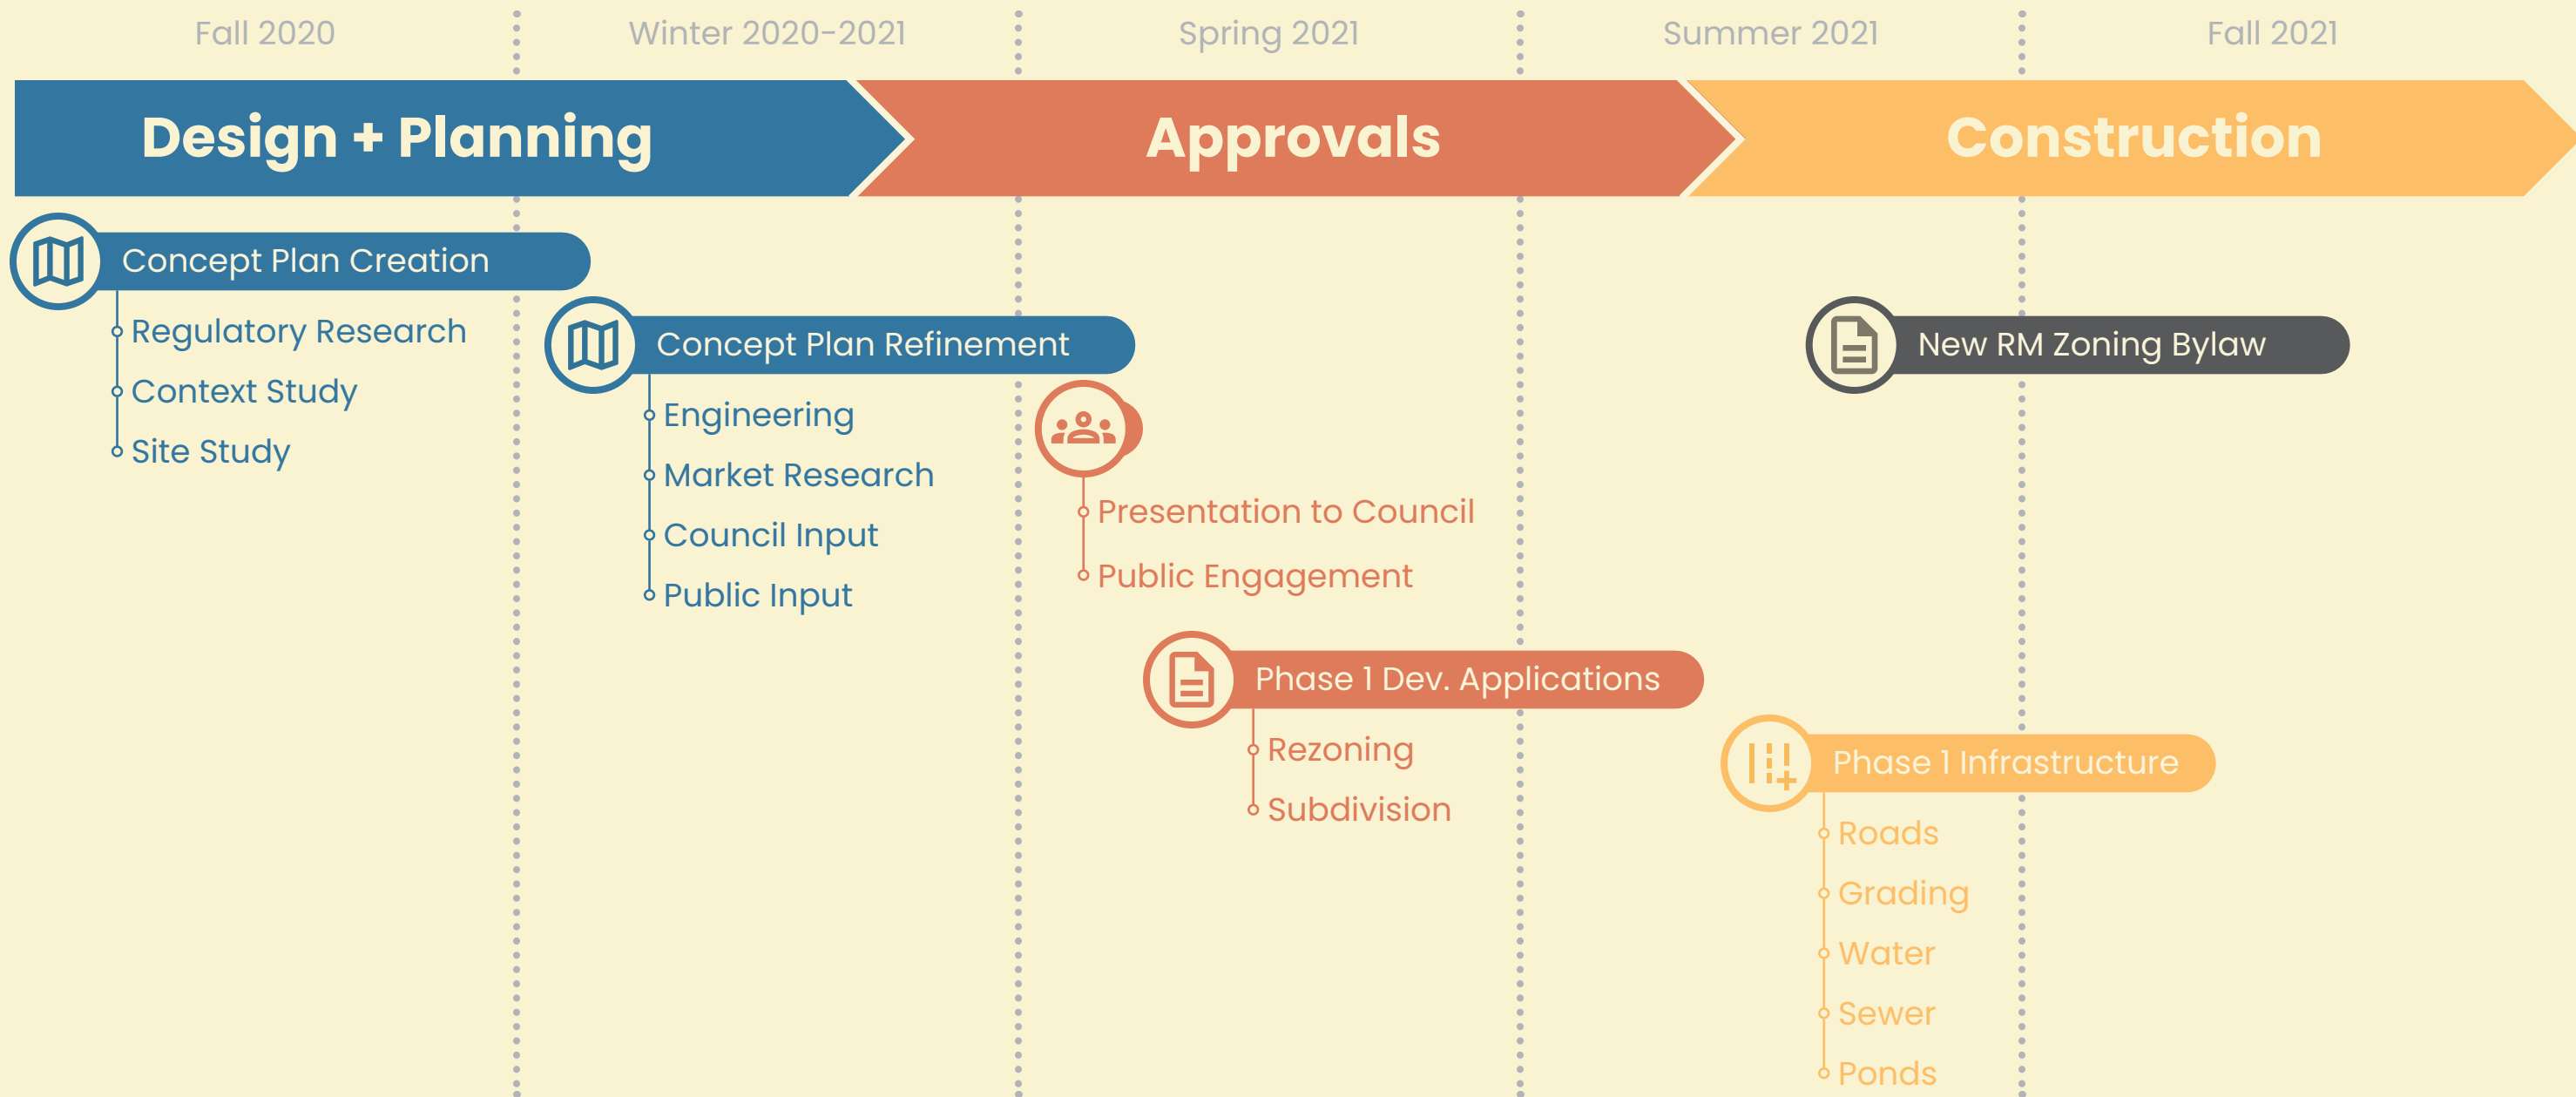 Fall 2020
Winter 2020-2021
Spring 2021
Summer 2021
Fall 2021
Design + Planning
Approvals
Construction
Concept Plan Creation
Regulatory Research
Context Study
Site Study
Concept Plan Refinement
Engineering
Market Research
Council Input
Public Input
Presentation to Council
Public Engagement
Phase 1 Dev. Applications
Rezoning
Subdivision
New RM Zoning Bylaw
Phase 1 Infrastructure
Roads
Grading
Water
Sewer
Ponds